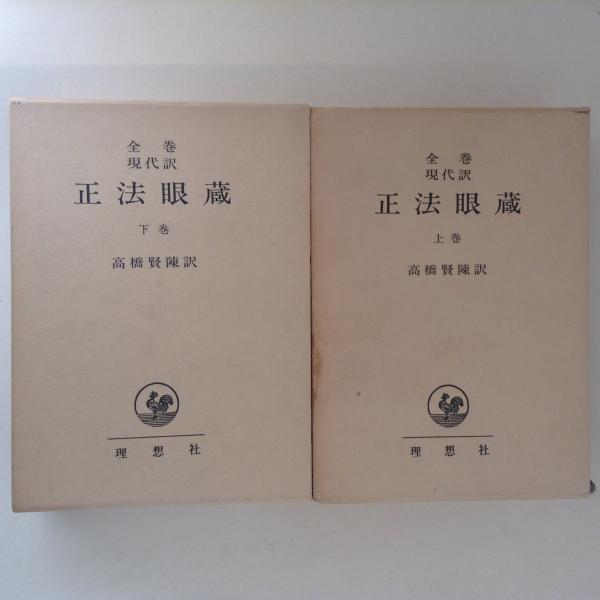 全巻
現代訳
正法眼蔵
下巻
高橋賢陳訳
理想社
全巻
現代訳
正法眼蔵
上巻
高橋賢陳訳
理想社